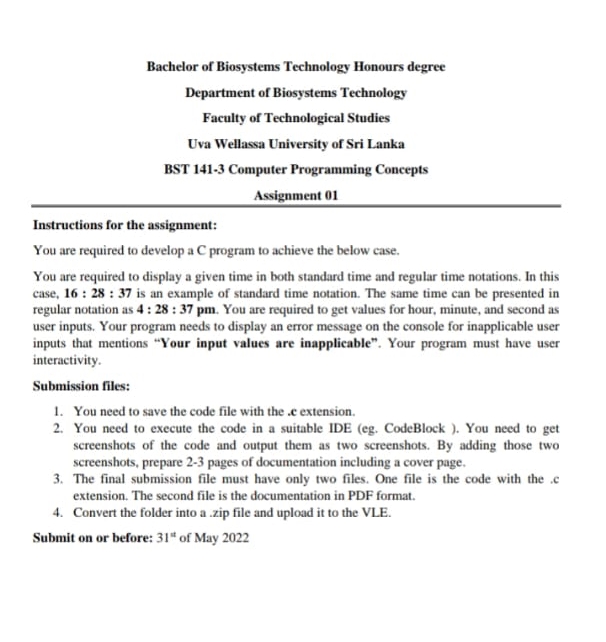 Bachelor of Biosystems Technology Honours degree
Department of Biosystems Technology
Faculty of Technological Studies
Uva Wellassa University of Sri Lanka
BST 141-3 Computer Programming Concepts
Assignment 01
Instructions for the assignment:
You are required to develop a C program to achieve the below case.
You are required to display a given time in both standard time and regular time notations. In this
case, 16 : 28 : 37 is an example of standard time notation. The same time can be presented in
regular notation as 4 : 28 : 37 pm. You are required to get values for hour, minute, and second as
user inputs. Your program needs to display an error message on the console for inapplicable user
inputs that mentions “Your input values are inapplicable”. Your program must have user
interactivity.
Submission files:
1. You need to save the code file with the .c extension.
2. You need to execute the code in a suitable IDE (eg. CodeBlock ). You need to get
screenshots of the code and output them as two screenshots. By adding those two
screenshots, prepare 2-3 pages of documentation including a cover page.
3. The final submission file must have only two files. One file is the code with the .c
extension. The second file is the documentation in PDF format.
4. Convert the folder into a .zip file and upload it to the VLE.
Submit on or before: 31st of May 2022